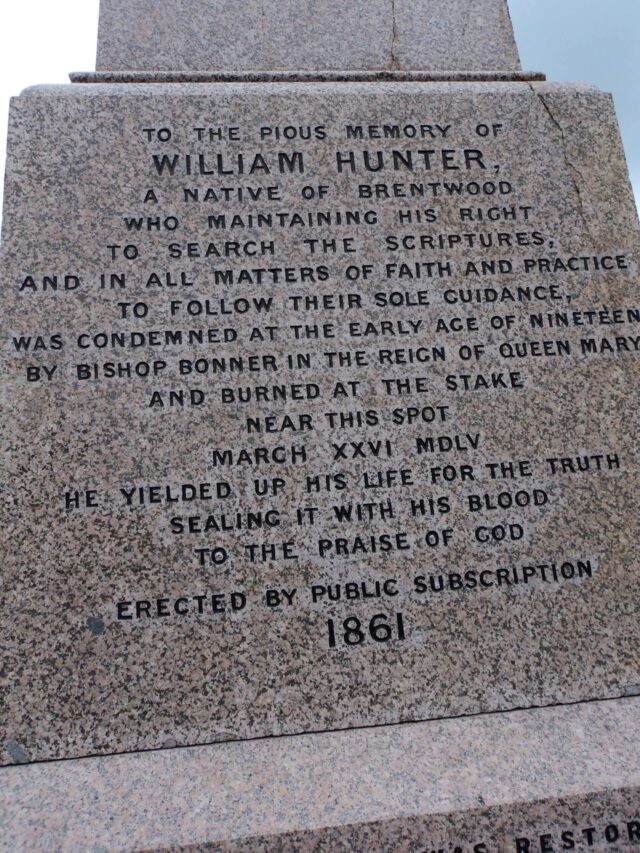 TO THE PIOUS MEMORY OF
WILLIAM HUNTER,
A NATIVE OF BRENTWOOD
WHO MAINTAINING HIS RIGHT
TO SEARCH THE SCRIPTURES,
AND IN ALL MATTERS OF FAITH AND PRACTICE
TO FOLLOW THEIR SOLE GUIDANCE,
WAS CONDEMNED AT THE EARLY AGE OF NINETEEN
BY BISHOP BONNER IN THE REIGN OF QUEEN MARY
AND BURNED AT THE STAKE
NEAR THIS SPOT
MARCH XXVI MDLV
HE YIELDED UP HIS LIFE FOR THE TRUTH
SEALING IT WITH HIS BLOOD
TO THE PRAISE OF GOD
ERECTED BY PUBLIC SUBSCRIPTION
1861
WAS RESTOR